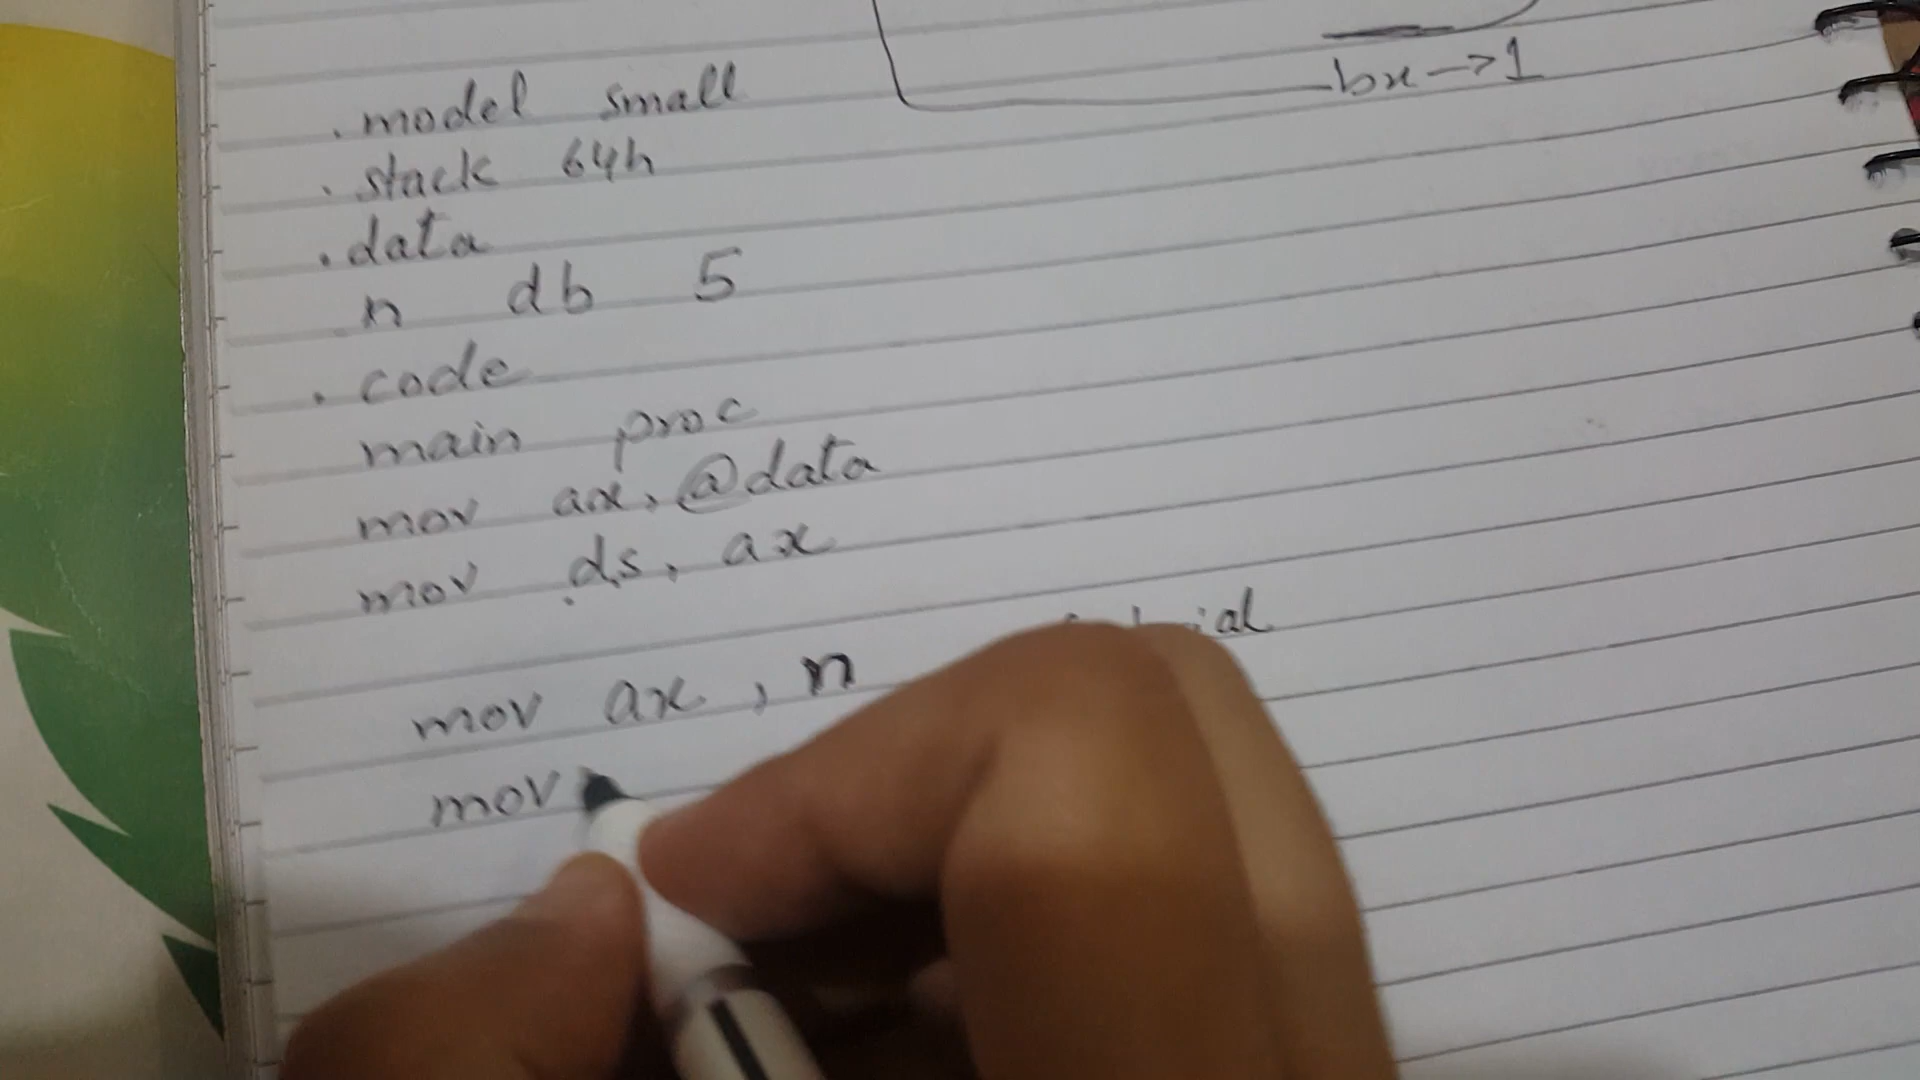 bx → 1
.model small
.stack 64h
.data
n db 5
.code
main proc
mov ax, @data
mov ds, ax
mov ax, n
mov